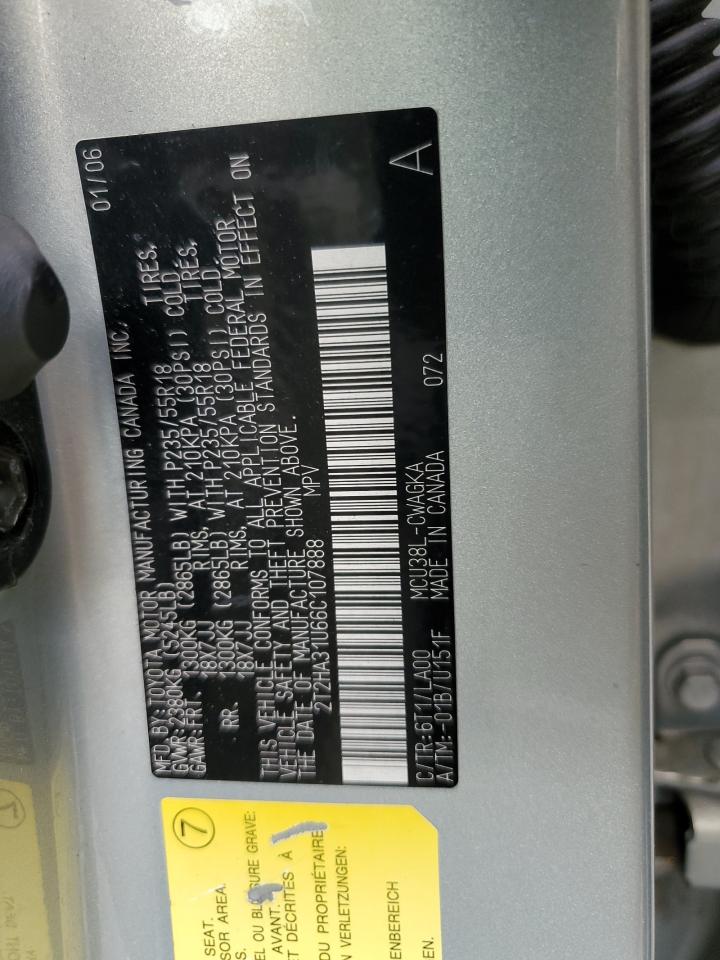 MFD BY:TOYOTA MOTOR MANUFACTURING CANADA INC. 01/06
GVWR:2380KG (5245LB)
GAWR:FRT. 1300KG (2865LB) WITH P235/55R18 TIRES,
18X7JJ RIMS, AT 210KPA (30PSI) COLD.
RR. 1300KG (2865LB) WITH P235/55R18 TIRES,
18X7JJ RIMS, AT 210KPA (30PSI) COLD.
THIS VEHICLE CONFORMS TO ALL APPLICABLE FEDERAL MOTOR
VEHICLE SAFETY AND THEFT PREVENTION STANDARDS IN EFFECT ON
THE DATE OF MANUFACTURE SHOWN ABOVE.
2T2HA31U66C107888 MPV
C/TR:6T1/LA00 MCU38L-CWAGKA 072 A
A/TM:-01B/U151F MADE IN CANADA
7
SEAT.
SOR AREA.
S.
EL OU BLESSURE GRAVE:
AVANT.
ET DÉCRITES À
DU PROPRIÉTAIRE
N VERLETZUNGEN:
ENBEREICH
EN.